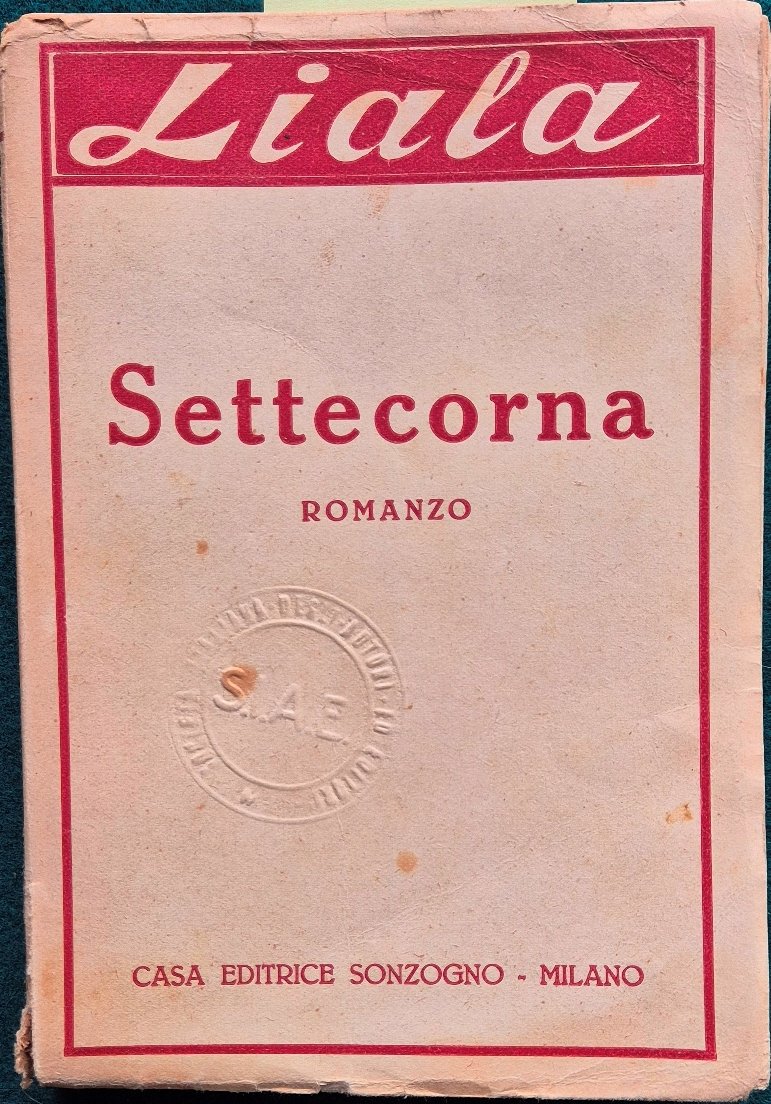 Liala
Settecorna
ROMANZO
S.I.A.E.
CASA EDITRICE SONZOGNO - MILANO